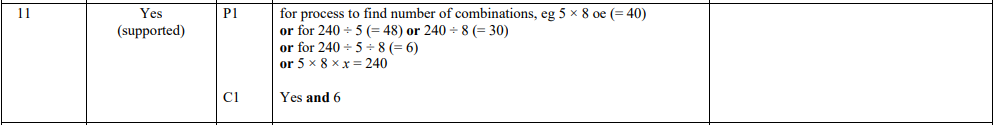 11 Yes P1 for process to find number of combinations, eg 5 × 8 oe (= 40)
(supported) or for 240 ÷ 5 (= 48) or 240 ÷ 8 (= 30)
or for 240 ÷ 5 ÷ 8 (= 6)
or 5 × 8 × x = 240
C1 Yes and 6